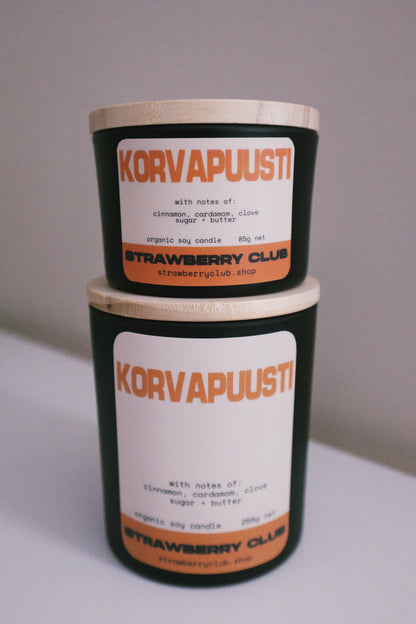 KORVAPUUSTI
with notes of:
cinnamon, cardamom, clove
sugar + butter
organic soy candle 85g net
STRAWBERRY CLUB
strawberryclub.shop
KORVAPUUSTI
with notes of:
cinnamon, cardamom, clove
sugar + butter
organic soy candle net
STRAWBERRY CLUB
strawberryclub.shop